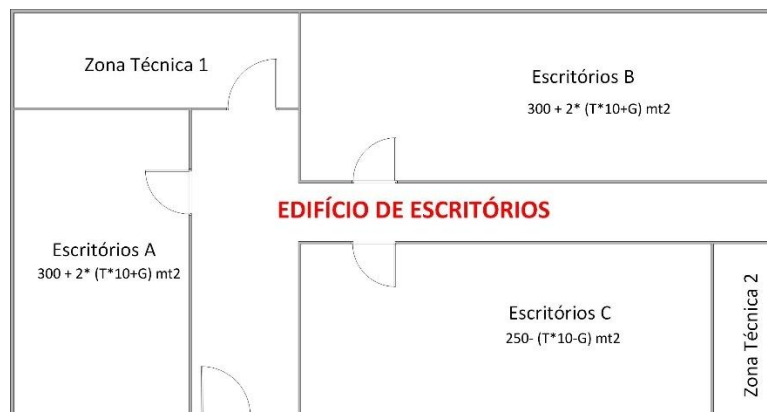 Zona Técnica 1
Escritórios B
300 + 2* (T*10+G) mt2
EDIFÍCIO DE ESCRITÓRIOS
Escritórios A
300 + 2* (T*10+G) mt2
Escritórios C
250- (T*10-G) mt2
Zona Técnica 2